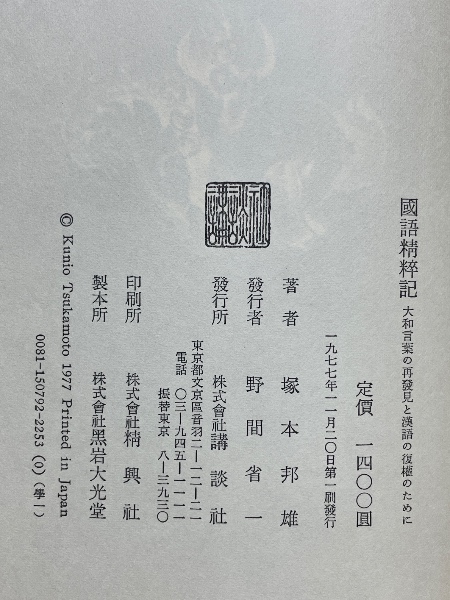 國語精粹記 大和言葉の再發見と漢語の復權のために
定價 一四〇〇圓
一九七七年一一月二〇日第一刷發行
著者 塚本邦雄
發行者 野間省一
發行所 株式會社講談社
東京都文京區音羽二—一二—二一
電話 〇三—九四五—一一一一
振替東京 八—三九三〇
印刷所 株式會社精興社
製本所 株式會社黑岩大光堂
© Kunio Tsukamoto 1977 Printed in Japan
0081-150792-2253 (0) (學一)